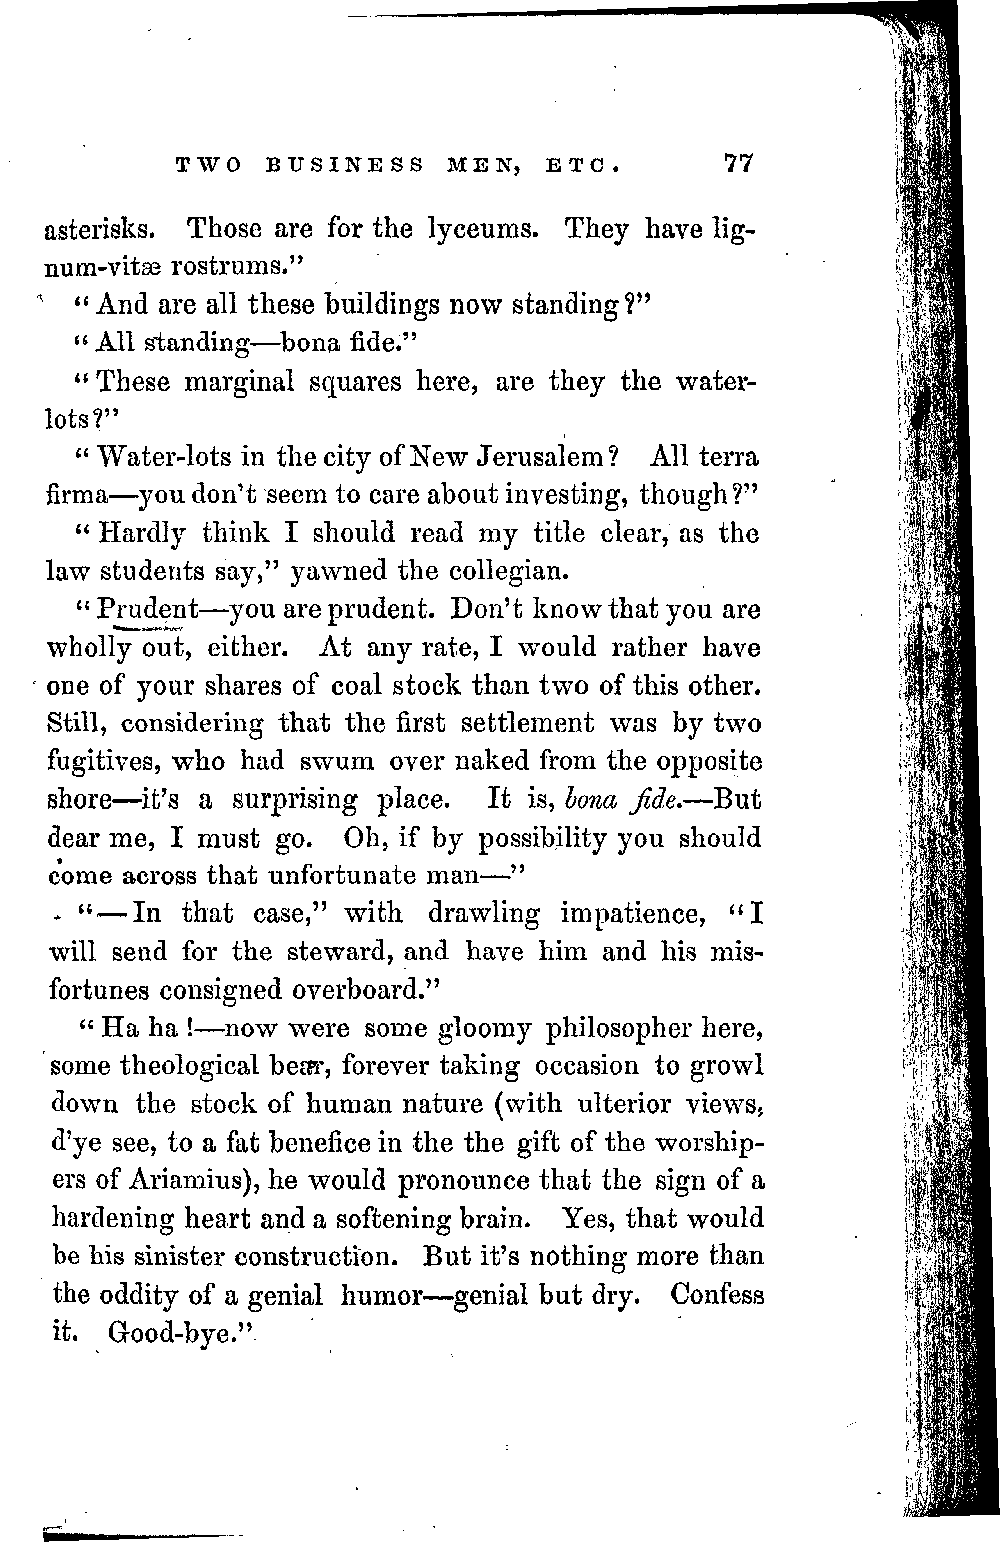 TWO BUSINESS MEN, ETC. 77
asterisks. Those are for the lyceums. They have lig-
num-vitæ rostrums."
"And are all these buildings now standing?"
"All standing—bona fide."
"These marginal squares here, are they the water-
lots?"
"Water-lots in the city of New Jerusalem? All terra
firma—you don't seem to care about investing, though?"
"Hardly think I should read my title clear, as the
law students say," yawned the collegian.
"Prudent—you are prudent. Don't know that you are
wholly out, either. At any rate, I would rather have
one of your shares of coal stock than two of this other.
Still, considering that the first settlement was by two
fugitives, who had swum over naked from the opposite
shore—it's a surprising place. It is, bona fide.—But
dear me, I must go. Oh, if by possibility you should
come across that unfortunate man—"
"—In that case," with drawling impatience, "I
will send for the steward, and have him and his mis-
fortunes consigned overboard."
"Ha ha!—now were some gloomy philosopher here,
some theological bear, forever taking occasion to growl
down the stock of human nature (with ulterior views,
d'ye see, to a fat benefice in the the gift of the worship-
ers of Ariamius), he would pronounce that the sign of a
hardening heart and a softening brain. Yes, that would
be his sinister construction. But it's nothing more than
the oddity of a genial humor—genial but dry. Confess
it. Good-bye."